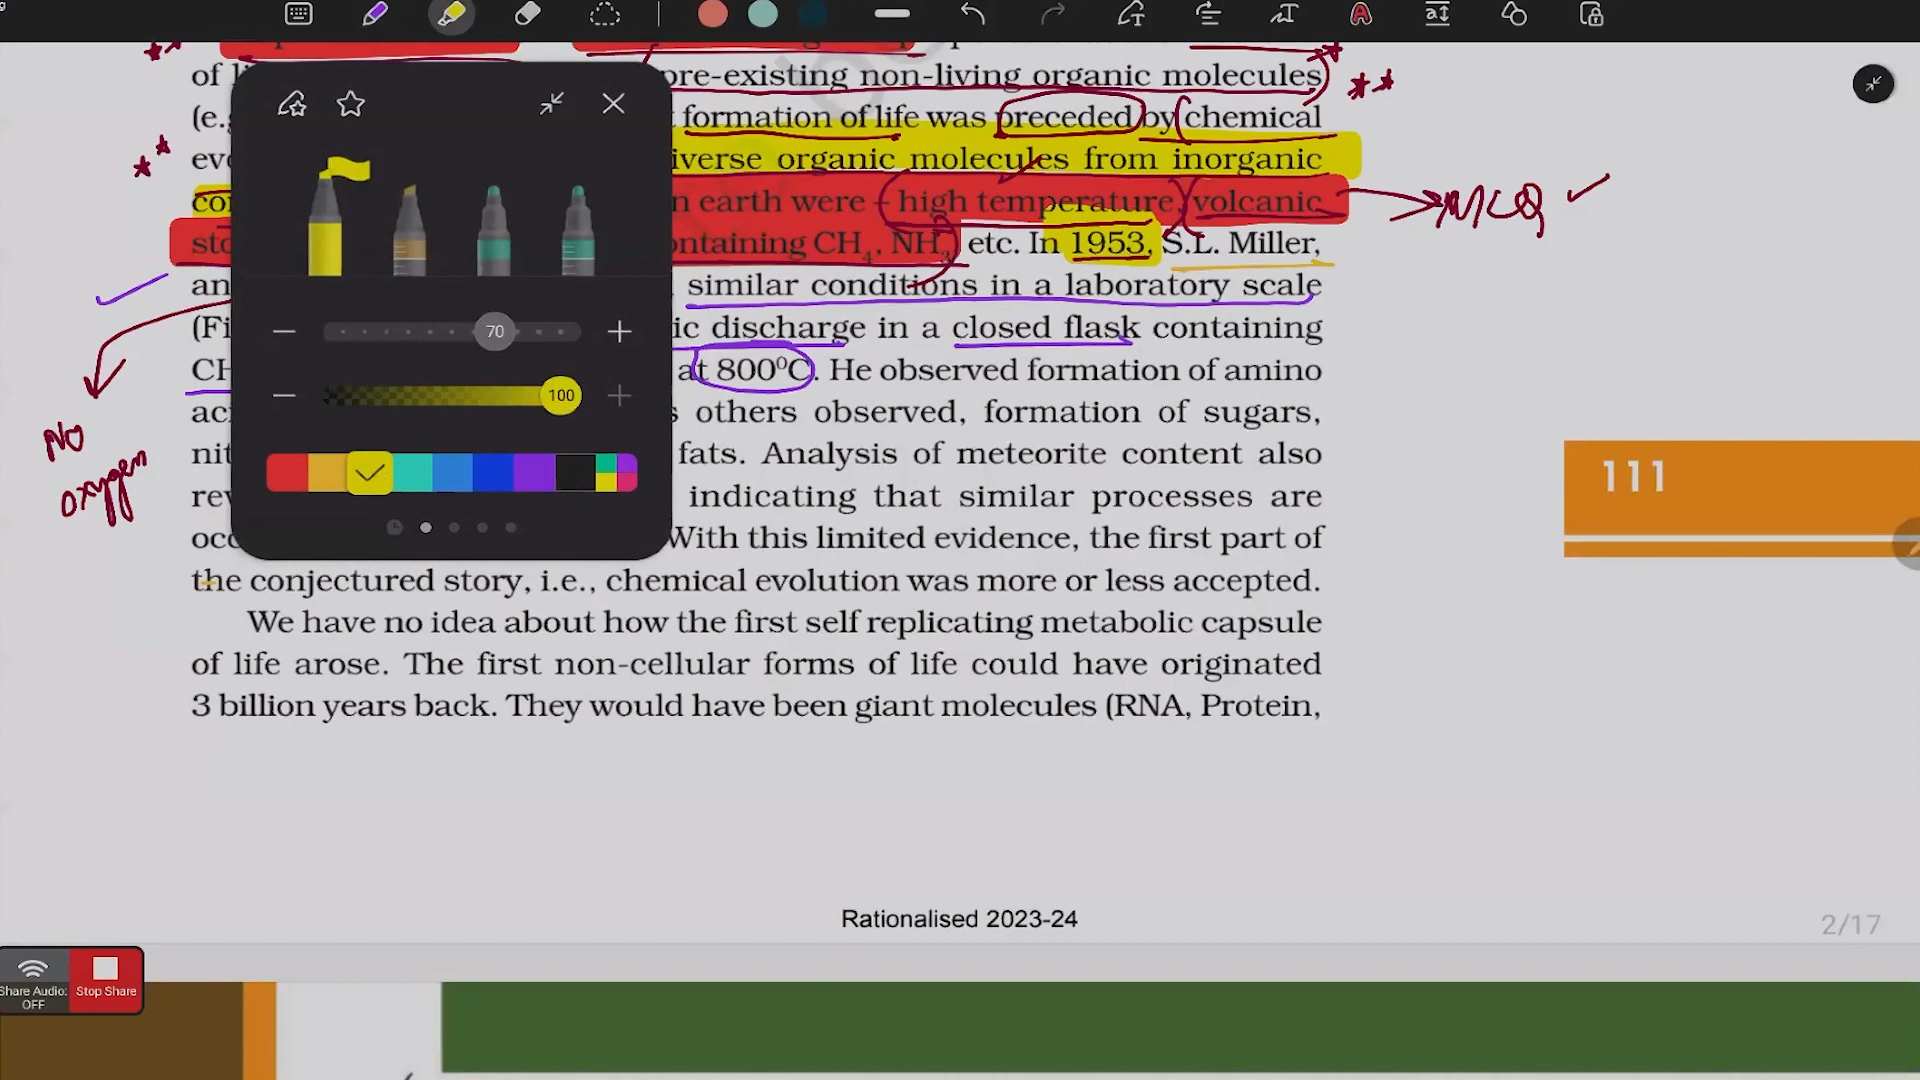 of l pre-existing non-living organic molecules
(e.g formation of life was preceded by chemical
ev iverse organic molecules from inorganic
co n earth were – high temperature, volcanic
MCQ
sto ontaining CH4, NH3 etc. In 1953, S.L. Miller,
an similar conditions in a laboratory scale
(Fi ic discharge in a closed flask containing
70
CH at 800⁰C. He observed formation of amino
100
aci s others observed, formation of sugars,
nit fats. Analysis of meteorite content also
No
oxygen
111
rev indicating that similar processes are
occ With this limited evidence, the first part of
the conjectured story, i.e., chemical evolution was more or less accepted.
We have no idea about how the first self replicating metabolic capsule
of life arose. The first non-cellular forms of life could have originated
3 billion years back. They would have been giant molecules (RNA, Protein,
Rationalised 2023-24
2/17
Share Audio:
OFF
Stop Share